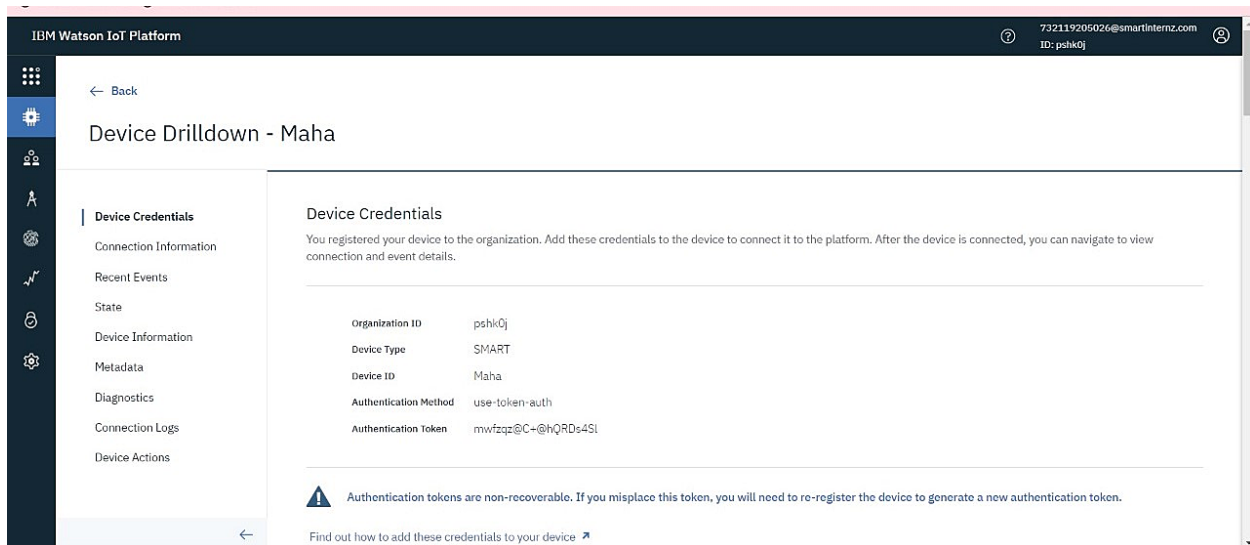 IBM Watson IoT Platform
732119205026@smartinternz.com
ID: pshk0j
Back
Device Drilldown - Maha
Device Credentials
Connection Information
Recent Events
State
Device Information
Metadata
Diagnostics
Connection Logs
Device Actions
Device Credentials
You registered your device to the organization. Add these credentials to the device to connect it to the platform. After the device is connected, you can navigate to view
connection and event details.
Organization ID pshk0j
Device Type SMART
Device ID Maha
Authentication Method use-token-auth
Authentication Token mwfzqz@C+@hQRDs4Sl
Authentication tokens are non-recoverable. If you misplace this token, you will need to re-register the device to generate a new authentication token.
Find out how to add these credentials to your device